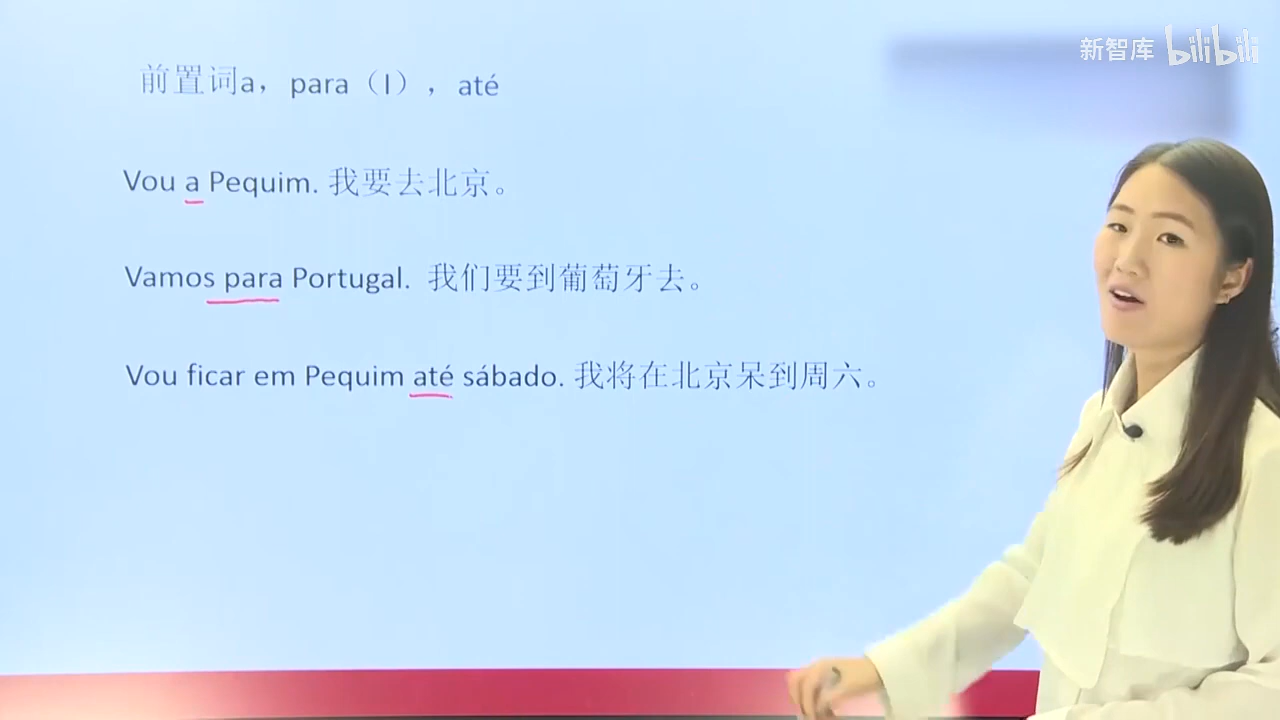 新智库 bilibili
前置词a，para（I），até
Vou a Pequim. 我要去北京。
Vamos para Portugal. 我们要到葡萄牙去。
Vou ficar em Pequim até sábado. 我将在北京呆到周六。